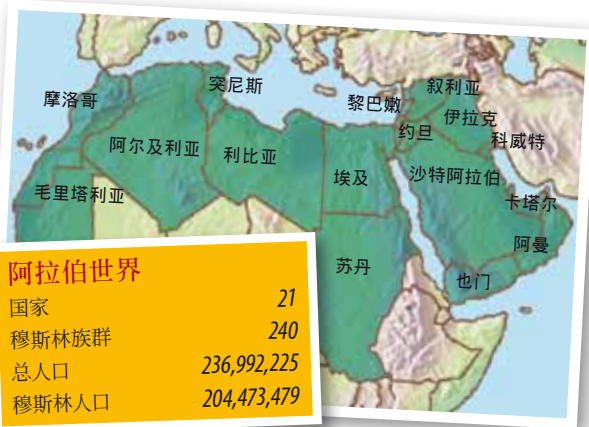 突尼斯
叙利亚
摩洛哥
黎巴嫩
伊拉克
约旦
科威特
阿尔及利亚
利比亚
埃及
沙特阿拉伯
毛里塔利亚
卡塔尔
阿曼
苏丹
也门
阿拉伯世界
国家 21
穆斯林族群 240
总人口 236,992,225
穆斯林人口 204,473,479